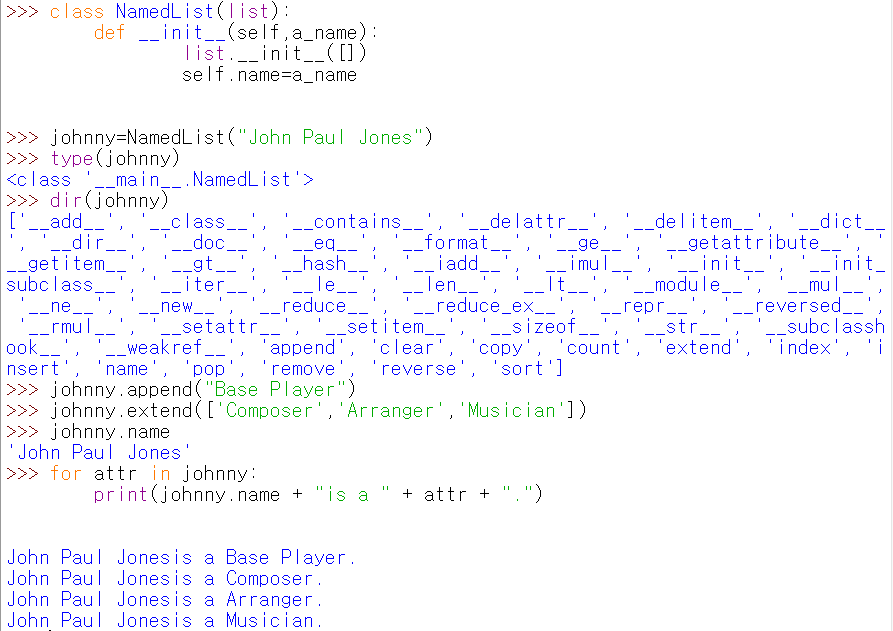 >>> class NamedList(list):
        def __init__(self,a_name):
                list.__init__([])
                self.name=a_name
>>> johnny=NamedList("John Paul Jones")
>>> type(johnny)
<class '__main__.NamedList'>
>>> dir(johnny)
['__add__', '__class__', '__contains__', '__delattr__', '__delitem__', '__dict__
', '__dir__', '__doc__', '__eq__', '__format__', '__ge__', '__getattribute__', '
__getitem__', '__gt__', '__hash__', '__iadd__', '__imul__', '__init__', '__init_
subclass__', '__iter__', '__le__', '__len__', '__lt__', '__module__', '__mul__',
 '__ne__', '__new__', '__reduce__', '__reduce_ex__', '__repr__', '__reversed__',
 '__rmul__', '__setattr__', '__setitem__', '__sizeof__', '__str__', '__subclassh
ook__', '__weakref__', 'append', 'clear', 'copy', 'count', 'extend', 'index', 'i
nsert', 'name', 'pop', 'remove', 'reverse', 'sort']
>>> johnny.append("Base Player")
>>> johnny.extend(['Composer','Arranger','Musician'])
>>> johnny.name
'John Paul Jones'
>>> for attr in johnny:
        print(johnny.name + "is a " + attr + ".")
John Paul Jonesis a Base Player.
John Paul Jonesis a Composer.
John Paul Jonesis a Arranger.
John Paul Jonesis a Musician.